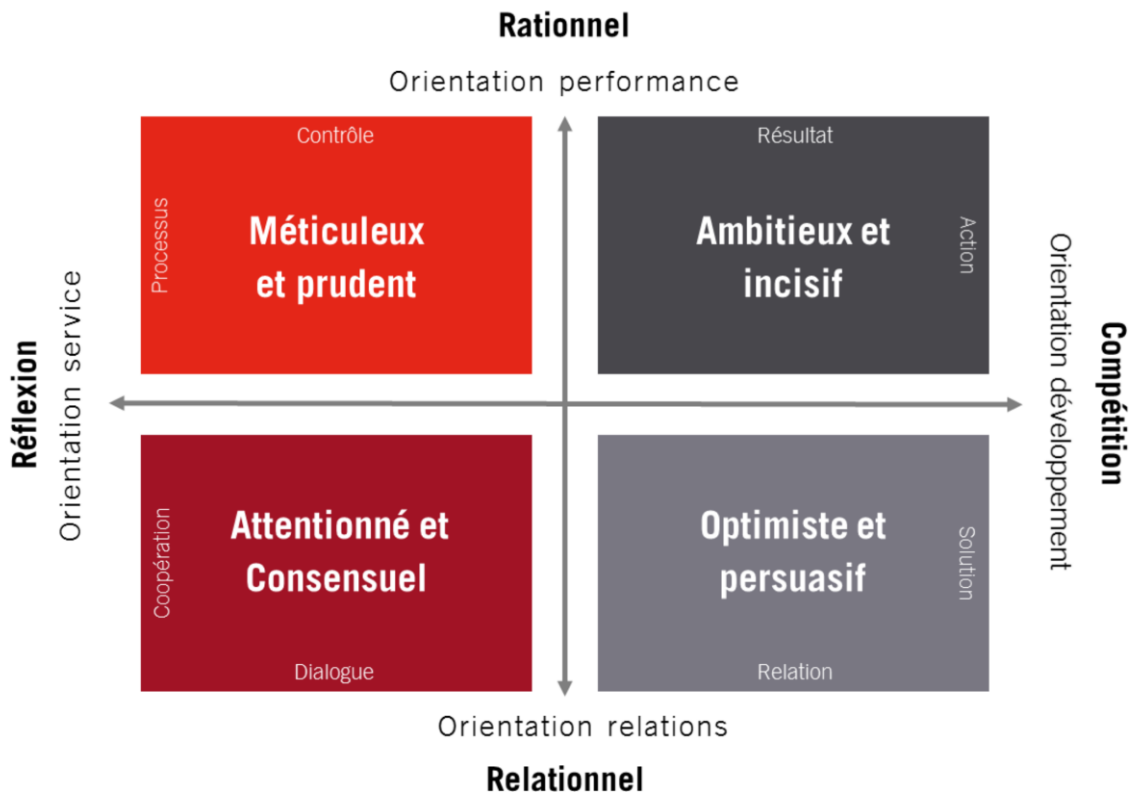 Rationnel
Orientation performance
Contrôle
Processus
Méticuleux
et prudent
Résultat
Action
Ambitieux et
incisif
Réflexion
Orientation service
Orientation développement
Compétition
Coopération
Attentionné et
Consensuel
Dialogue
Optimiste et
persuasif
Solution
Relation
Orientation relations
Relationnel